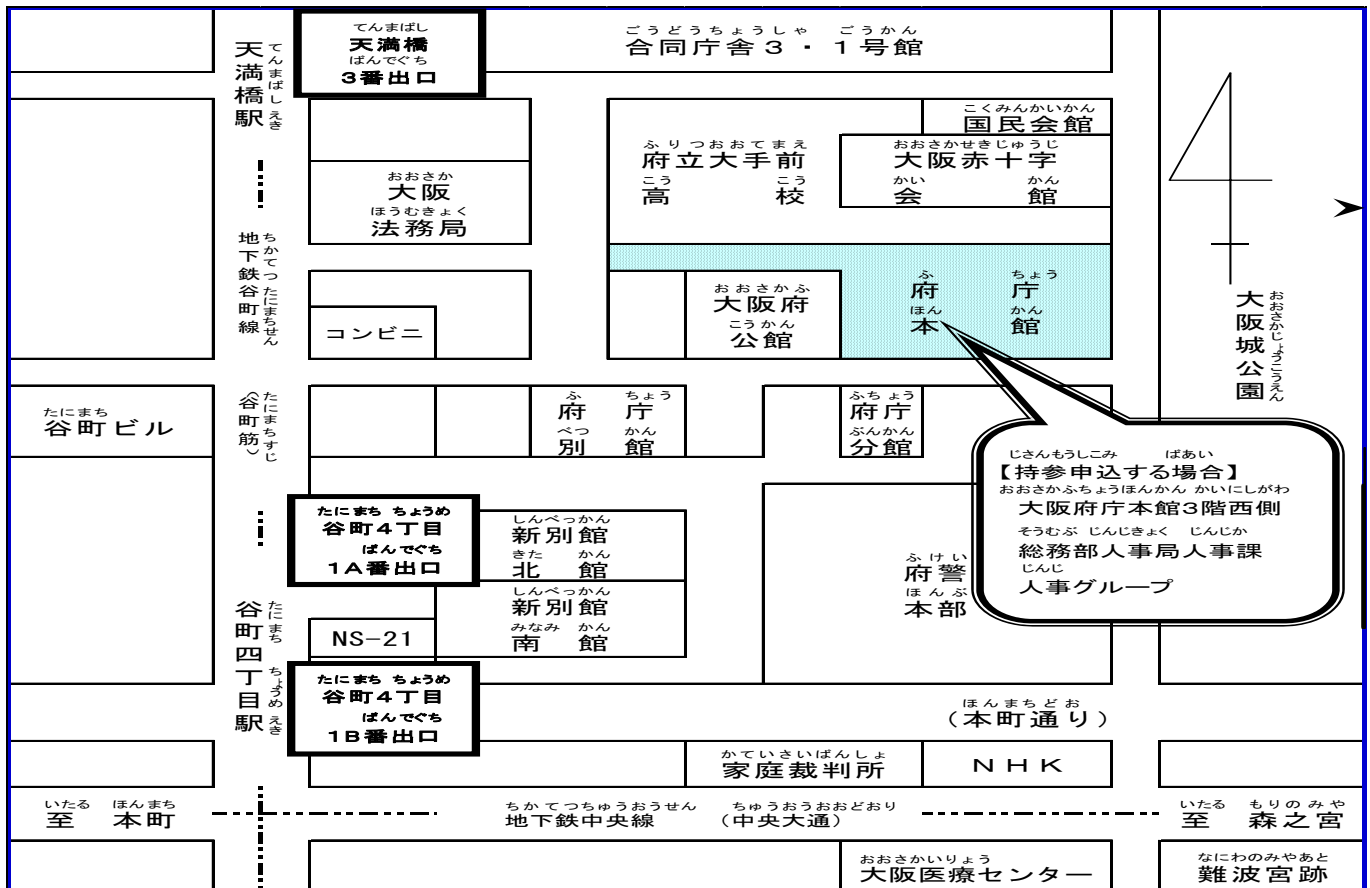 てんまばし
天満橋
ばんでぐち
3番出口
ごうどうちょうしゃ ごうかん
合同庁舎3・1号館
天満橋駅
てんまばし えき
こくみんかいかん
国民会館
ふりつおおてまえ
府立大手前
こう こう
高 校
おおさかせきじゅうじ
大阪赤十字
かい かん
会 館
おおさか
大阪
ほうむきょく
法務局
地下鉄谷町線
ちかてつ たにまちせん
コンビニ
おおさかふ
大阪府
こうかん
公館
ふ ちょう
府 庁
ほん かん
本 館
4
大阪城公園
おおさかじょうこうえん
たにまち
谷町ビル
(谷町筋)
たにまちすじ
ふ ちょう
府 庁
べつ かん
別 館
ふちょう
府庁
ぶんかん
分館
じさんもうしこみ ばあい
【持参申込する場合】
おおさかふちょうほんかん かいにしがわ
大阪府庁本館3階西側
そうむぶ じんじきょく じんじか
総務部人事局人事課
じんじ
人事グループ
たにまち ちょうめ
谷町4丁目
ばんでぐち
1A番出口
しんべっかん
新別館
きた かん
北 館
しんべっかん
新別館
みなみ かん
南 館
ふけい
府警
ほんぶ
本部
谷町四丁目駅
たにまち ちょうめ えき
NS-21
たにまち ちょうめ
谷町4丁目
ばんでぐち
1B番出口
ほんまちどお
(本町通り)
かていさいばんしょ
家庭裁判所
NHK
いたる ほんまち
至 本町
ちかてつちゅうおうせん ちゅうおうおおどおり
地下鉄中央線 (中央大通)
いたる もりのみや
至 森之宮
おおさかいりょう
大阪医療センター
なにわのみやあと
難波宮跡